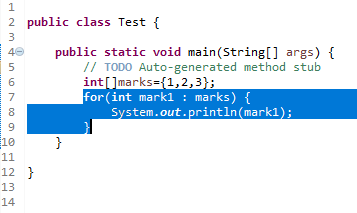 1
2 public class Test {
3
4 public static void main(String[] args) {
5 // TODO Auto-generated method stub
6 int[]marks={1,2,3};
7 for(int mark1 : marks) {
8 System.out.println(mark1);
9 }
10 }
11
12 }
13
14